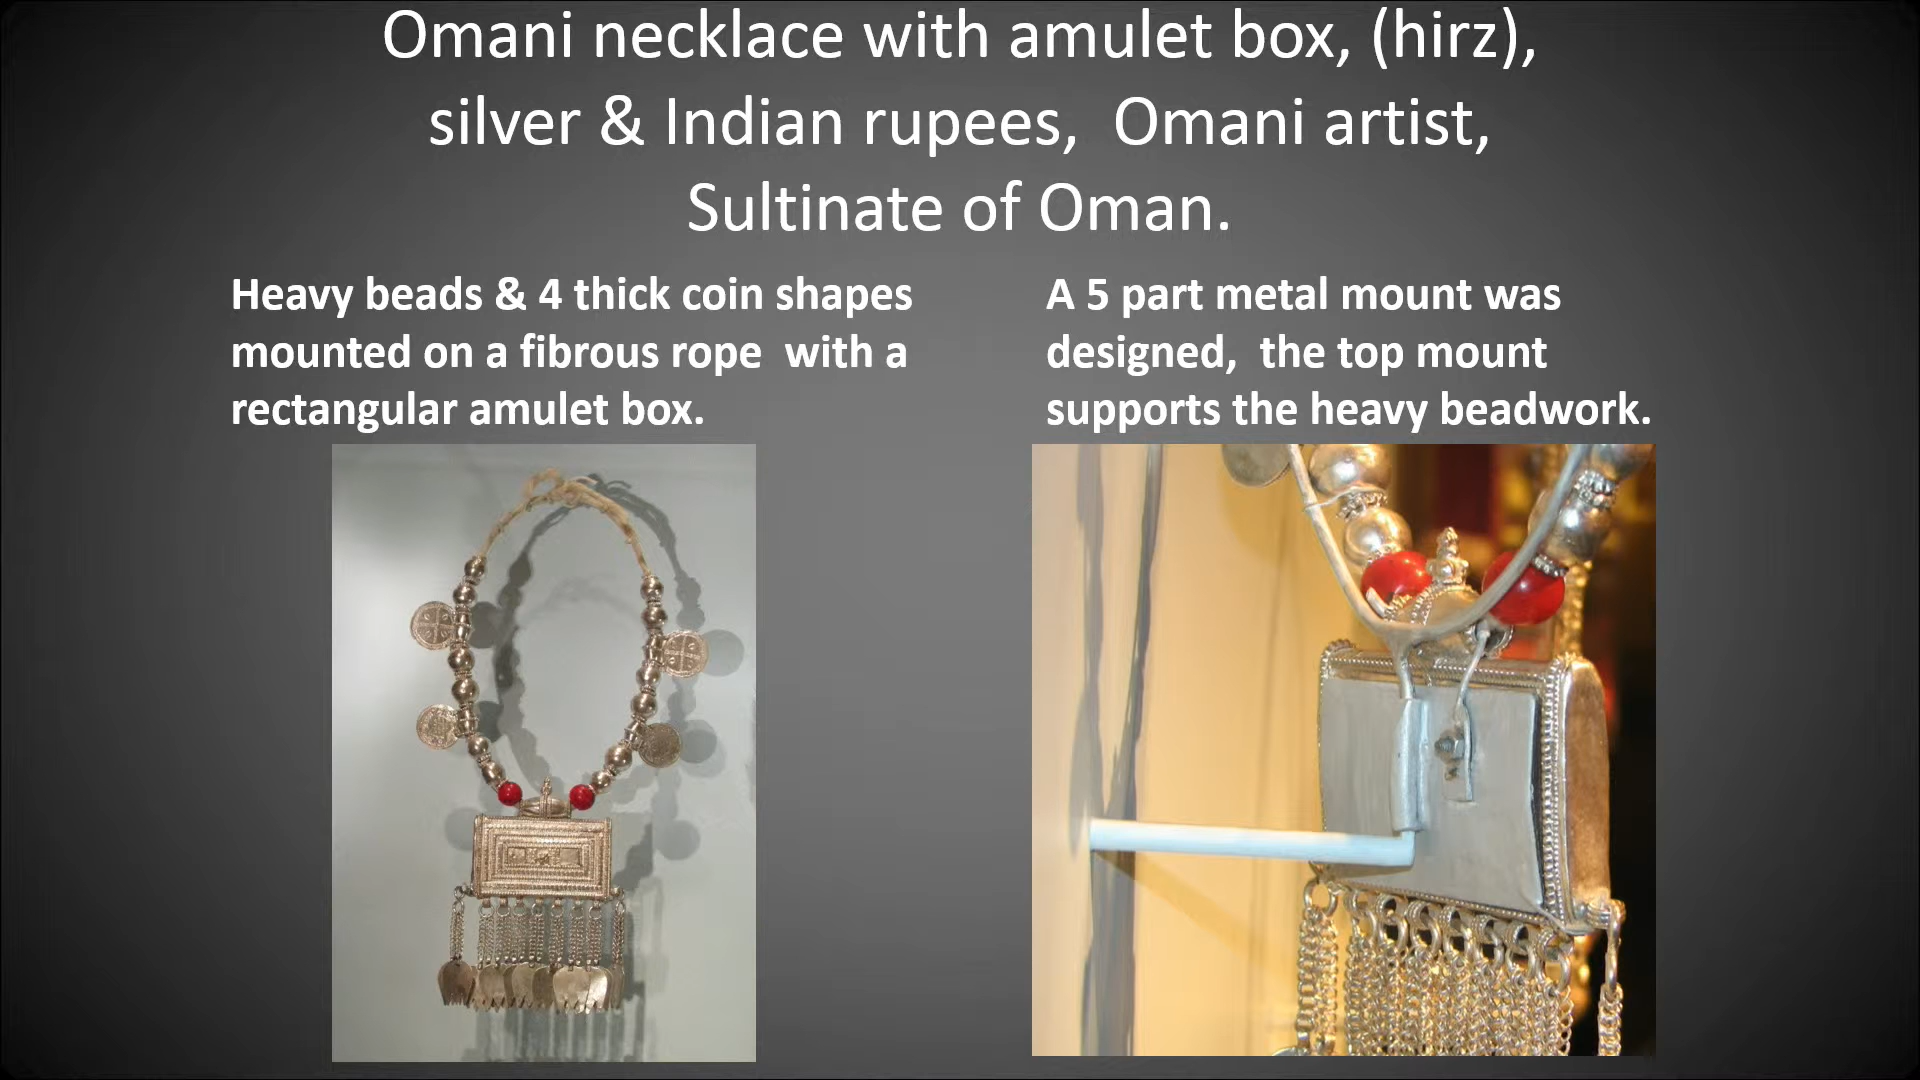 Omani necklace with amulet box, (hirz),
silver & Indian rupees,  Omani artist,
Sultinate of Oman.
Heavy beads & 4 thick coin shapes
mounted on a fibrous rope  with a
rectangular amulet box.
A 5 part metal mount was
designed,  the top mount
supports the heavy beadwork.